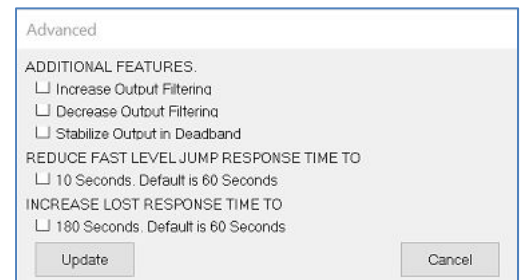 Advanced
ADDITIONAL FEATURES.
Increase Output Filtering
Decrease Output Filtering
Stabilize Output in Deadband
REDUCE FAST LEVEL JUMP RESPONSE TIME TO
10 Seconds. Default is 60 Seconds
INCREASE LOST RESPONSE TIME TO
180 Seconds. Default is 60 Seconds
Update Cancel